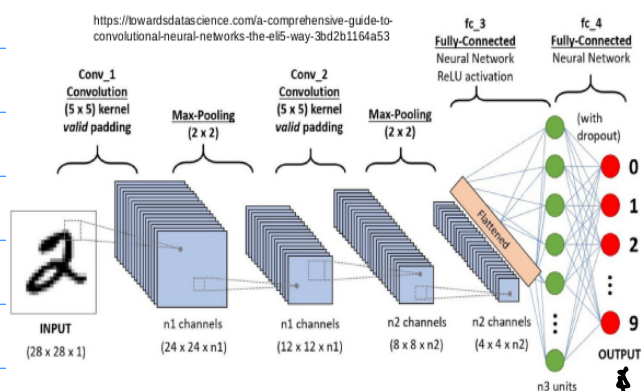 https://towardsdatascience.com/a-comprehensive-guide-to-
convolutional-neural-networks-the-eli5-way-3bd2b1164a53
fc_3
Fully-Connected
Neural Network
ReLU activation
fc_4
Fully-Connected
Neural Network
Conv_1
Convolution
(5 x 5) kernel
valid padding
Max-Pooling
(2 x 2)
Conv_2
Convolution
(5 x 5) kernel
valid padding
Max-Pooling
(2 x 2)
(with
dropout)
0
1
2
9
Flattened
2
INPUT
(28 x 28 x 1)
n1 channels
(24 x 24 x n1)
n1 channels
(12 x 12 x n1)
n2 channels
(8 x 8 x n2)
n2 channels
(4 x 4 x n2)
OUTPUT
n3 units